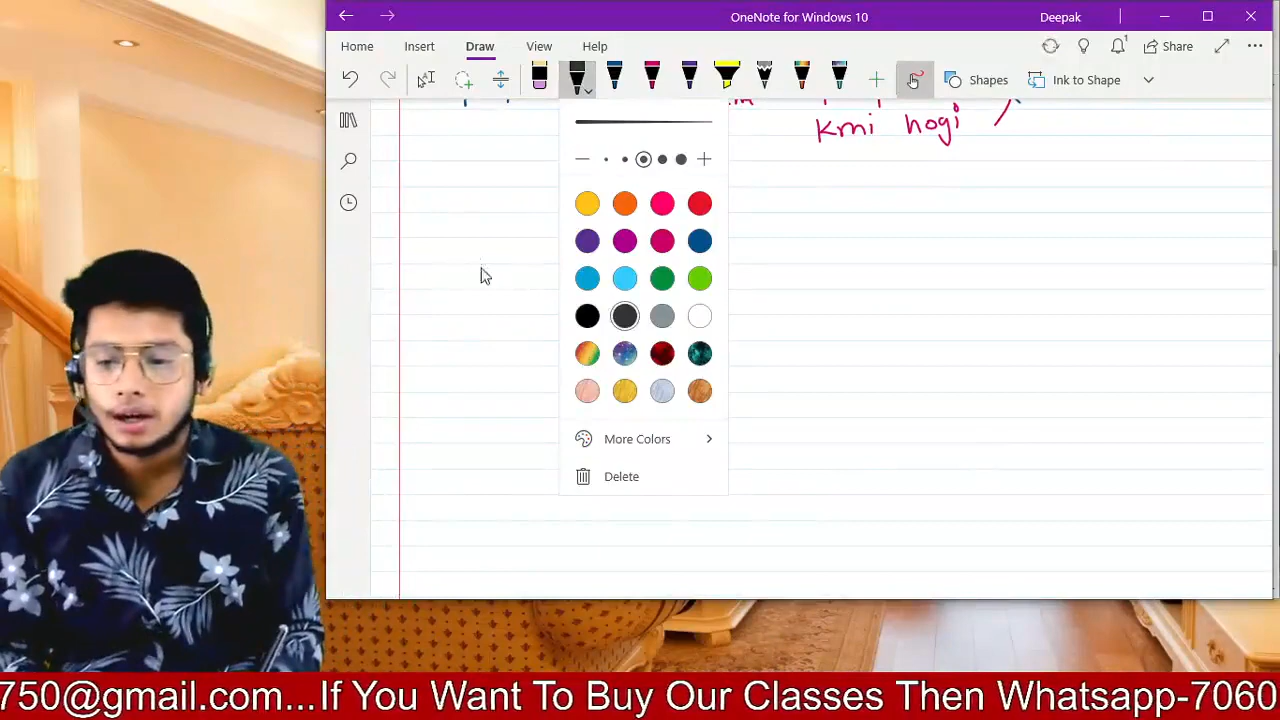 OneNote for Windows 10
Deepak
Home Insert Draw View Help
Share
Shapes
Ink to Shape
kmi hogi
More Colors
Delete
750@gmail.com...If You Want To Buy Our Classes Then Whatsapp-7060